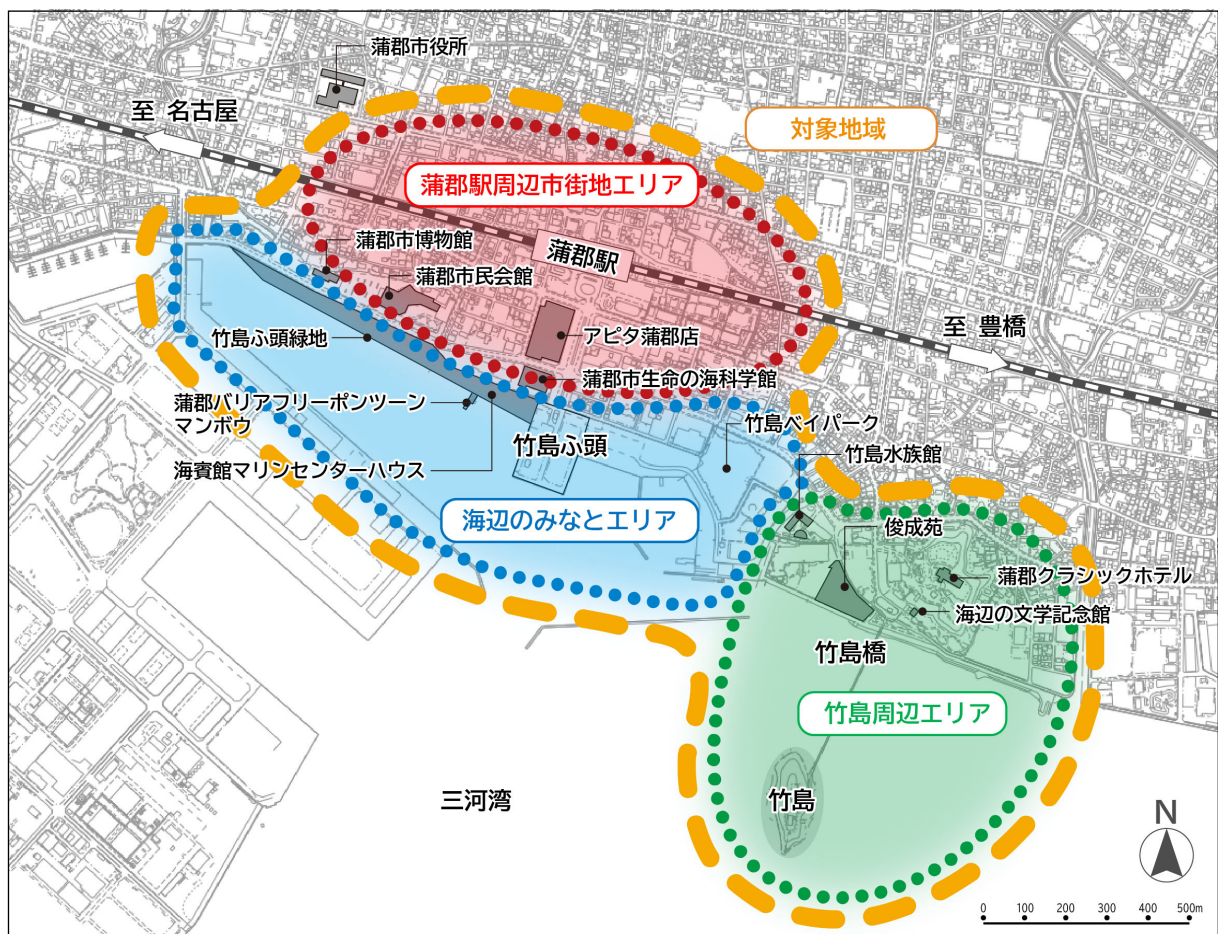 蒲郡市役所
至 名古屋
対象地域
蒲郡駅周辺市街地エリア
蒲郡市博物館
蒲郡駅
蒲郡市民会館
至 豊橋
竹島ふ頭緑地
アピタ蒲郡店
蒲郡市生命の海科学館
蒲郡バリアフリーポンツーン
マンボウ
竹島ベイパーク
竹島ふ頭
竹島水族館
海賓館マリンセンターハウス
海辺のみなとエリア
俊成苑
蒲郡クラシックホテル
海辺の文学記念館
竹島橋
竹島周辺エリア
三河湾
竹島
N
0 100 200 300 400 500m